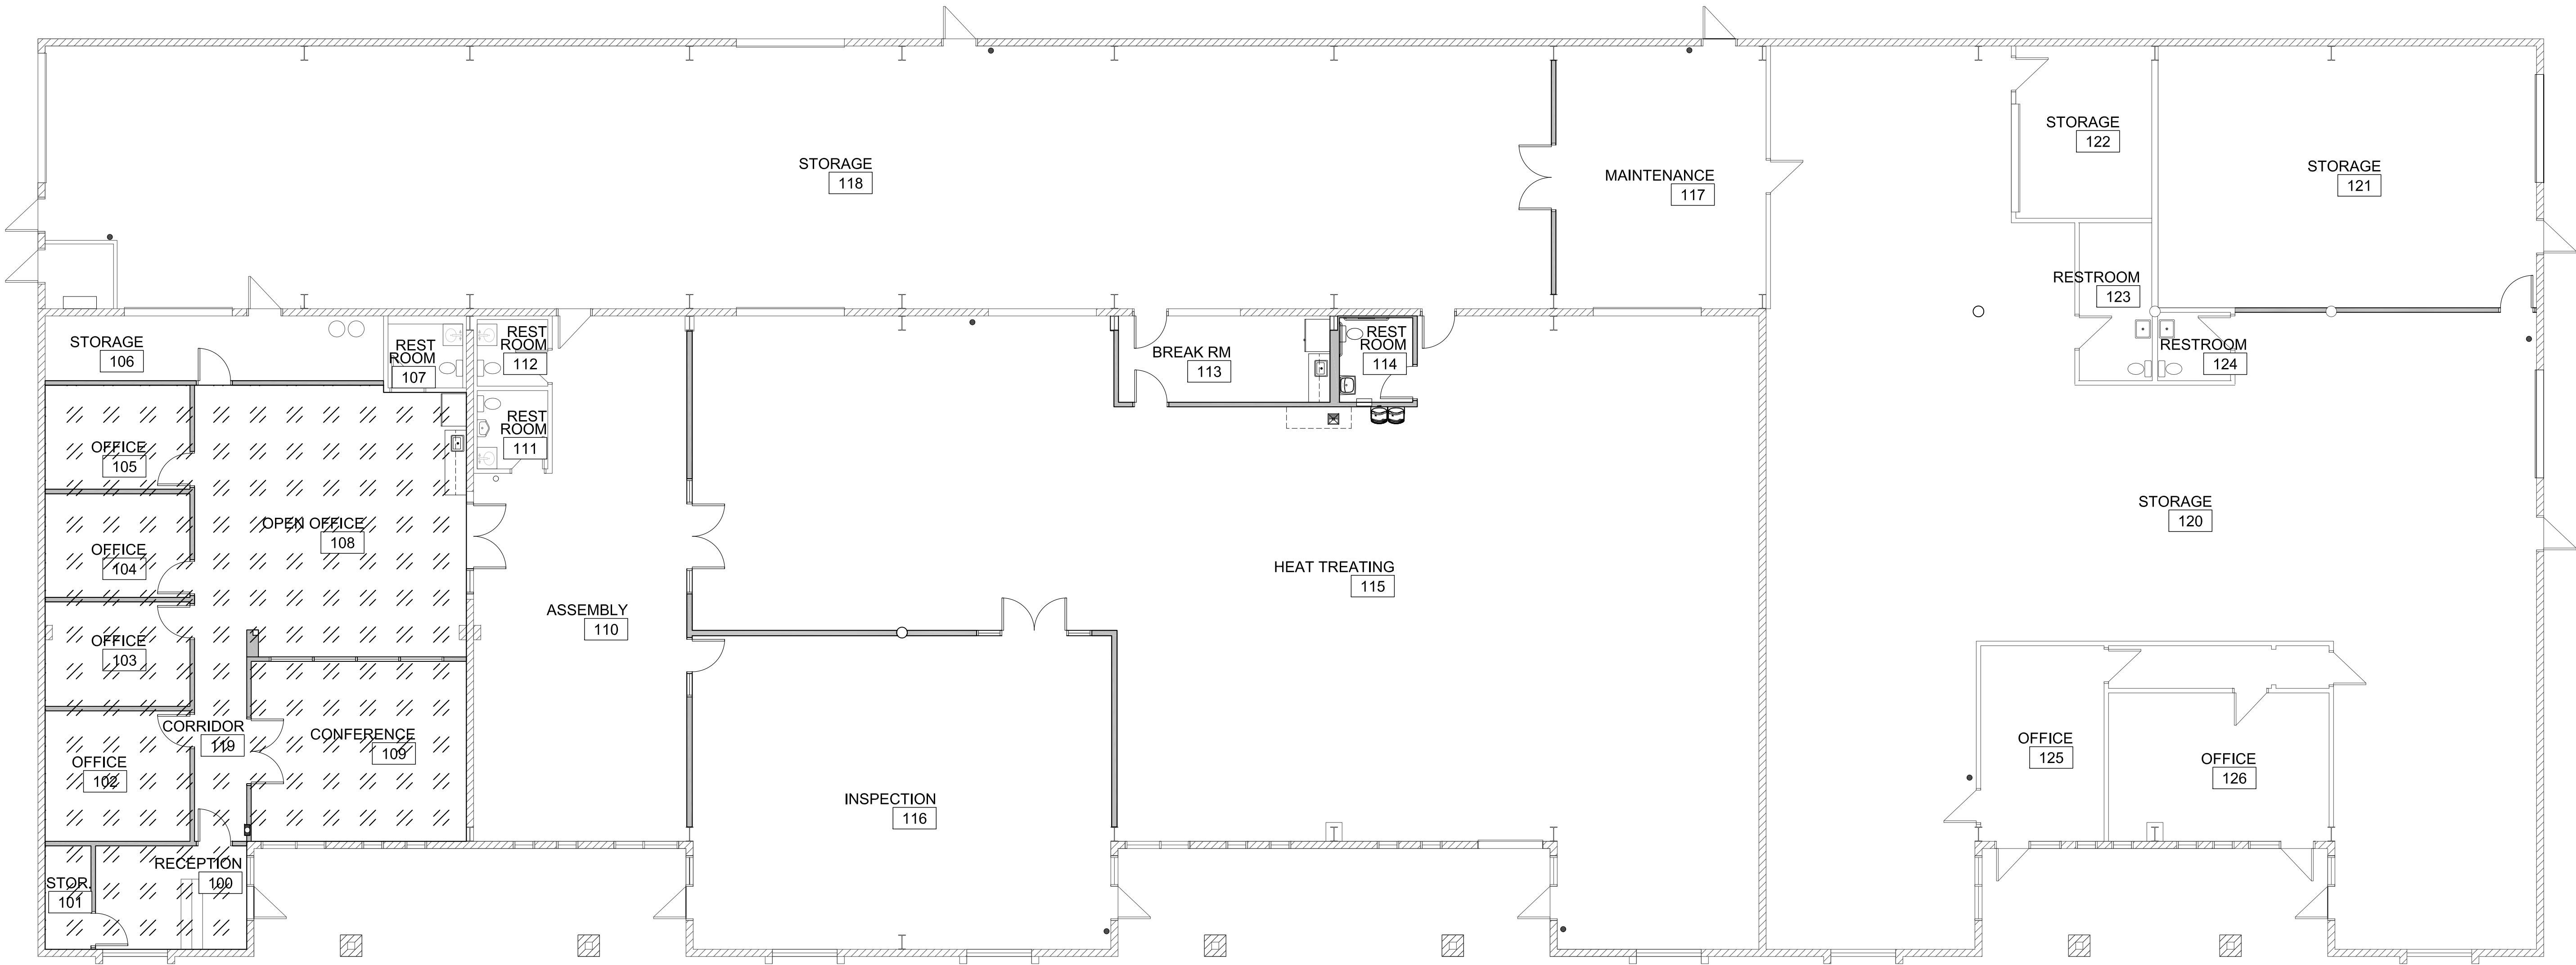 STORAGE
118
MAINTENANCE
117
STORAGE
122
STORAGE
121
RESTROOM
123
RESTROOM
124
STORAGE
106
REST
ROOM
107
REST
ROOM
112
REST
ROOM
111
BREAK RM
113
REST
ROOM
114
OFFICE
105
OPEN OFFICE
108
OFFICE
104
OFFICE
103
ASSEMBLY
110
HEAT TREATING
115
STORAGE
120
CORRIDOR
119
CONFERENCE
109
OFFICE
102
INSPECTION
116
OFFICE
125
OFFICE
126
RECEPTION
100
STOR.
101